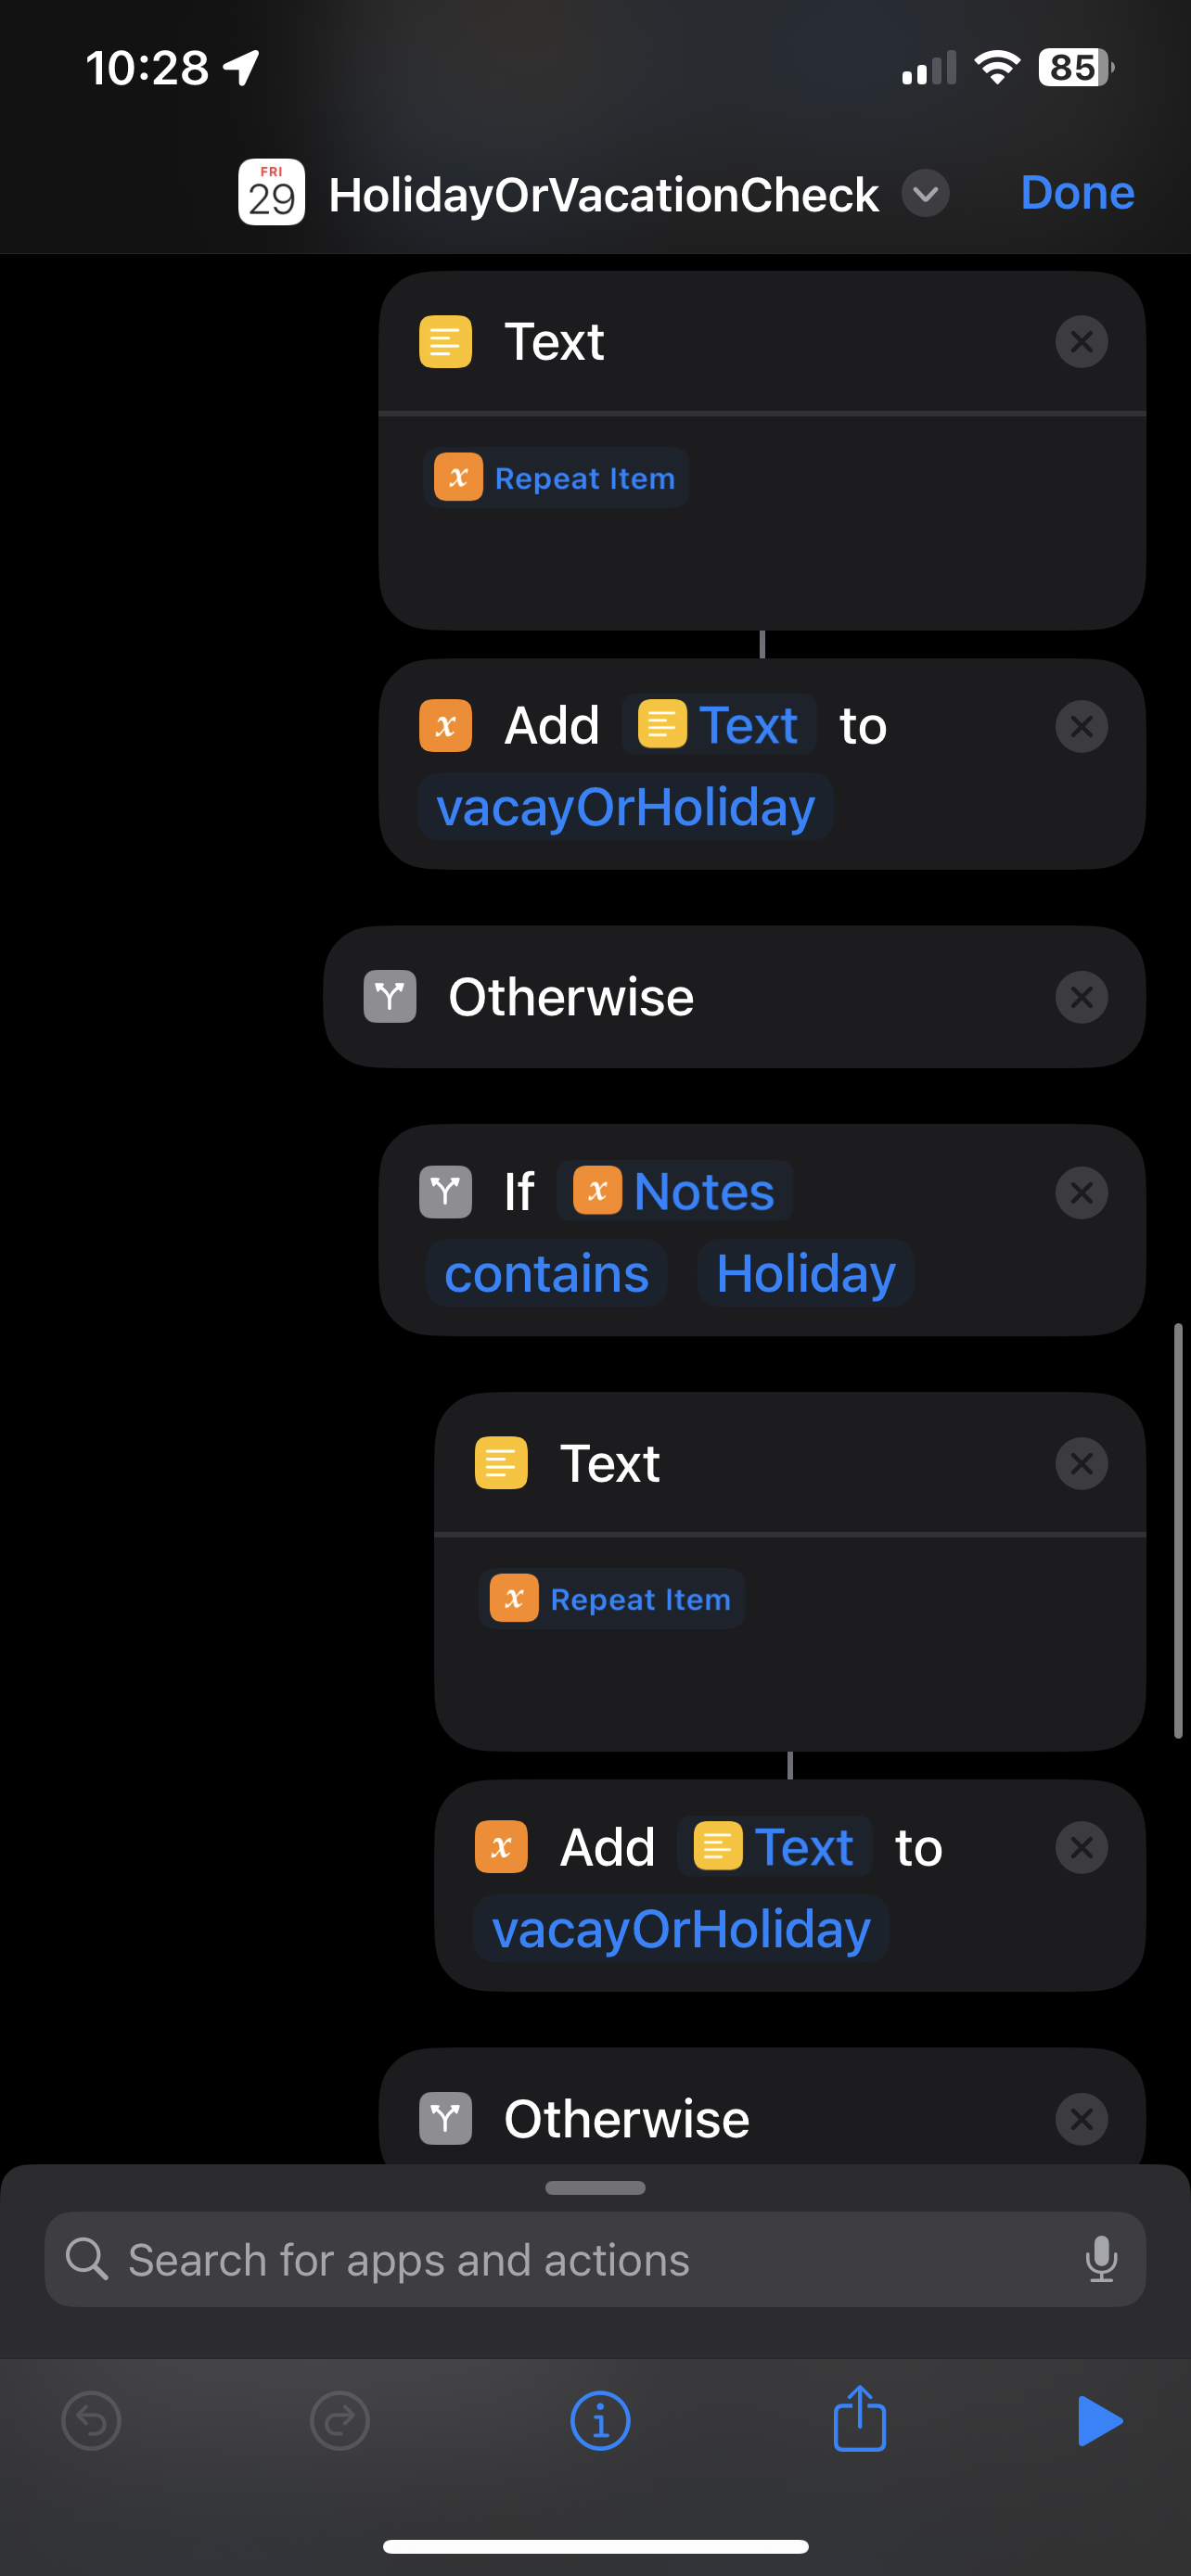 10:28
85
FRI
29
HolidayOrVacationCheck
Done
Text
x Repeat Item
x Add Text to
vacayOrHoliday
Otherwise
If x Notes
contains Holiday
Text
x Repeat Item
x Add Text to
vacayOrHoliday
Otherwise
Search for apps and actions